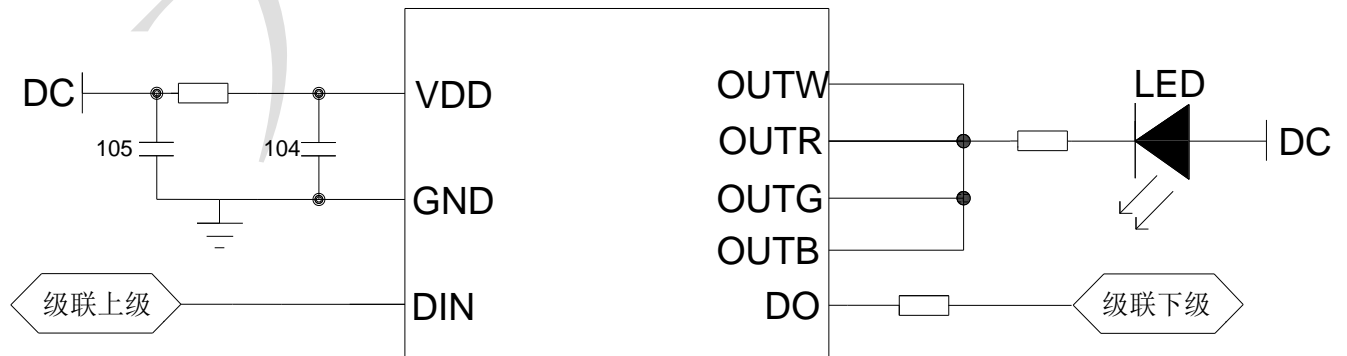 DC
105
104
VDD
GND
级联上级
DIN
OUTW
OUTR
OUTG
OUTB
DO
LED
DC
级联下级